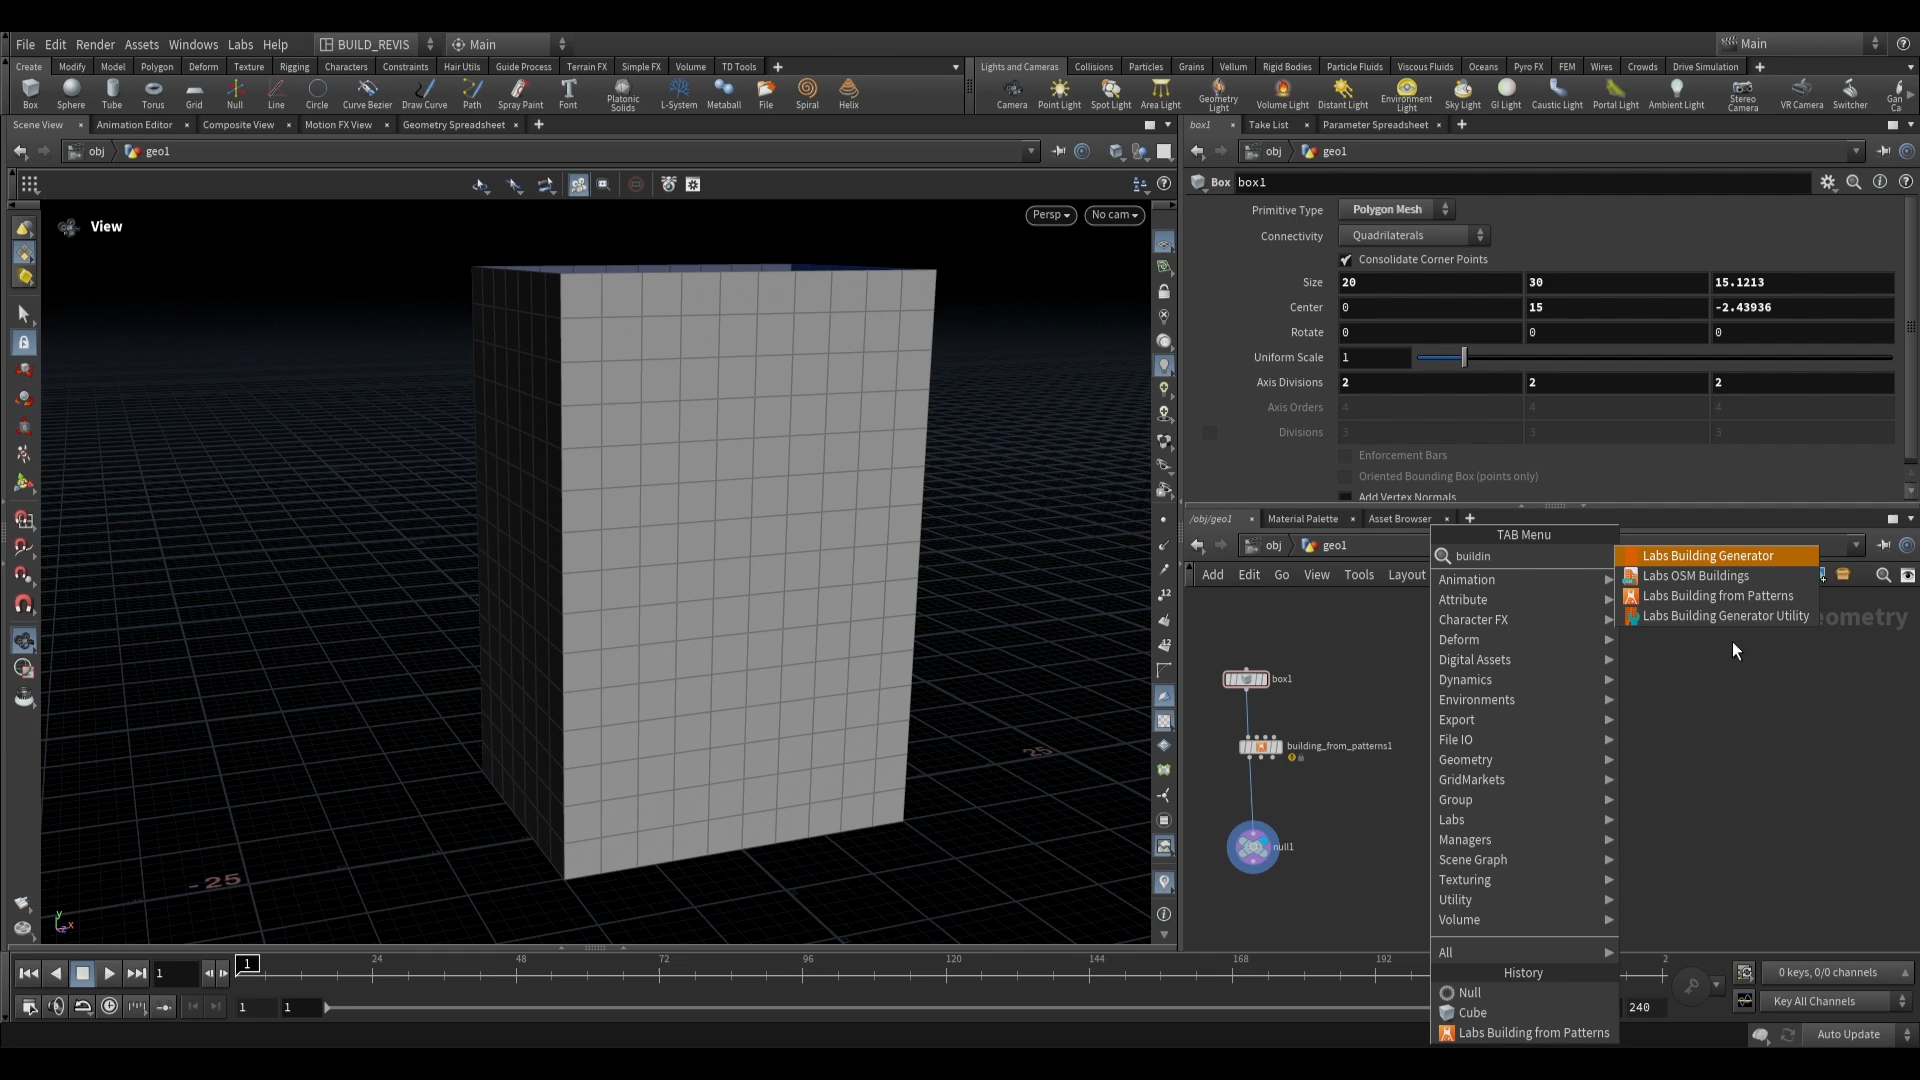 File Edit Render Assets Windows Labs Help BUILD_REVIS Main Main
Create Modify Model Polygon Deform Texture Rigging Characters Constraints Hair Utils Guide Process Terrain FX Simple FX Volume TD Tools
Lights and Cameras Collisions Particles Grains Vellum Rigid Bodies Particle Fluids Viscous Fluids Oceans Pyro FX FEM Wires Crowds Drive Simulation
Box Sphere Tube Torus Grid Null Line Circle Curve Bezier Draw Curve Path Spray Paint Font Platonic Solids L-System Metaball File Spiral Helix
Camera Point Light Spot Light Area Light Geometry Light Volume Light Distant Light Environment Light Sky Light GI Light Caustic Light Portal Light Ambient Light Stereo Camera VR Camera Switcher Gan Ca
Scene View Animation Editor Composite View Motion FX View Geometry Spreadsheet
box1 Take List Parameter Spreadsheet
obj geo1
obj geo1
View
Persp No cam
25
-25
y
x
Box box1
Primitive Type Polygon Mesh
Connectivity Quadrilaterals
Consolidate Corner Points
Size 20 30 15.1213
Center 0 15 -2.43936
Rotate 0 0 0
Uniform Scale 1
Axis Divisions 2 2 2
Axis Orders 4 4 4
Divisions 3 3 3
Enforcement Bars
Oriented Bounding Box (points only)
Add Vertex Normals
/obj/geo1 Material Palette Asset Browser
obj geo1
Add Edit Go View Tools Layout
eometry
box1
building_from_patterns1
null1
TAB Menu
buildin
Animation
Attribute
Character FX
Deform
Digital Assets
Dynamics
Environments
Export
File IO
Geometry
GridMarkets
Group
Labs
Managers
Scene Graph
Texturing
Utility
Volume
All
History
Null
Cube
Labs Building from Patterns
Labs Building Generator
Labs OSM Buildings
Labs Building from Patterns
Labs Building Generator Utility
1 1 24 48 72 96 120 144 168 192 2
0 keys, 0/0 channels
1 1 240
Key All Channels
Auto Update